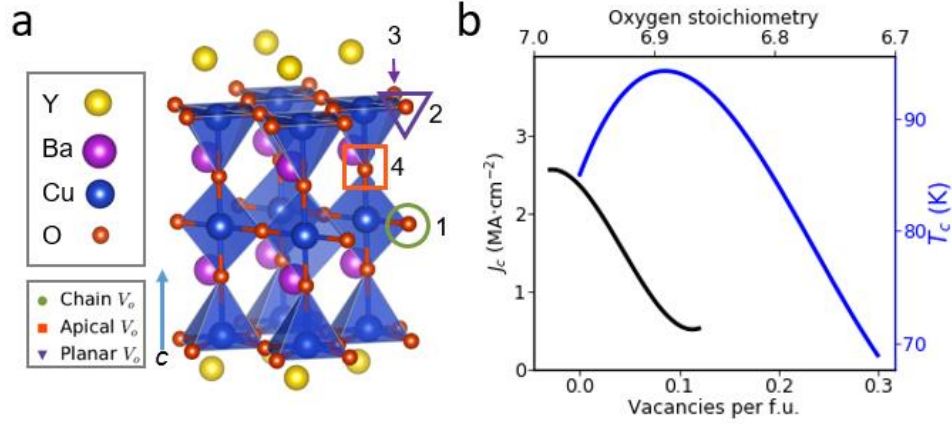 a
Y
Ba
Cu
O
Chain V_o
Apical V_o
Planar V_o
c
3
2
4
1
b
Oxygen stoichiometry
7.0 6.9 6.8 6.7
J_c (MA·cm⁻²)
3
2
1
0
90
80
70
T_c (K)
0.0 0.1 0.2 0.3
Vacancies per f.u.